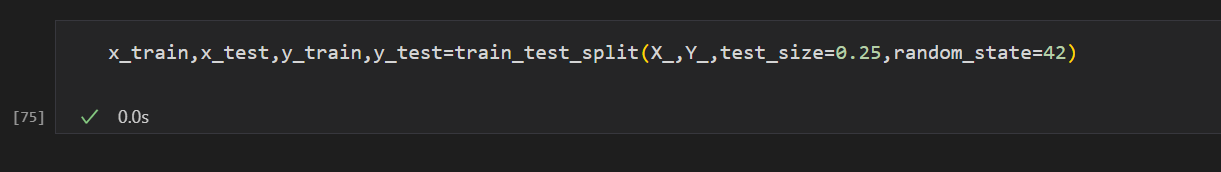 x_train,x_test,y_train,y_test=train_test_split(X_,Y_,test_size=0.25,random_state=42)
[75]
0.0s